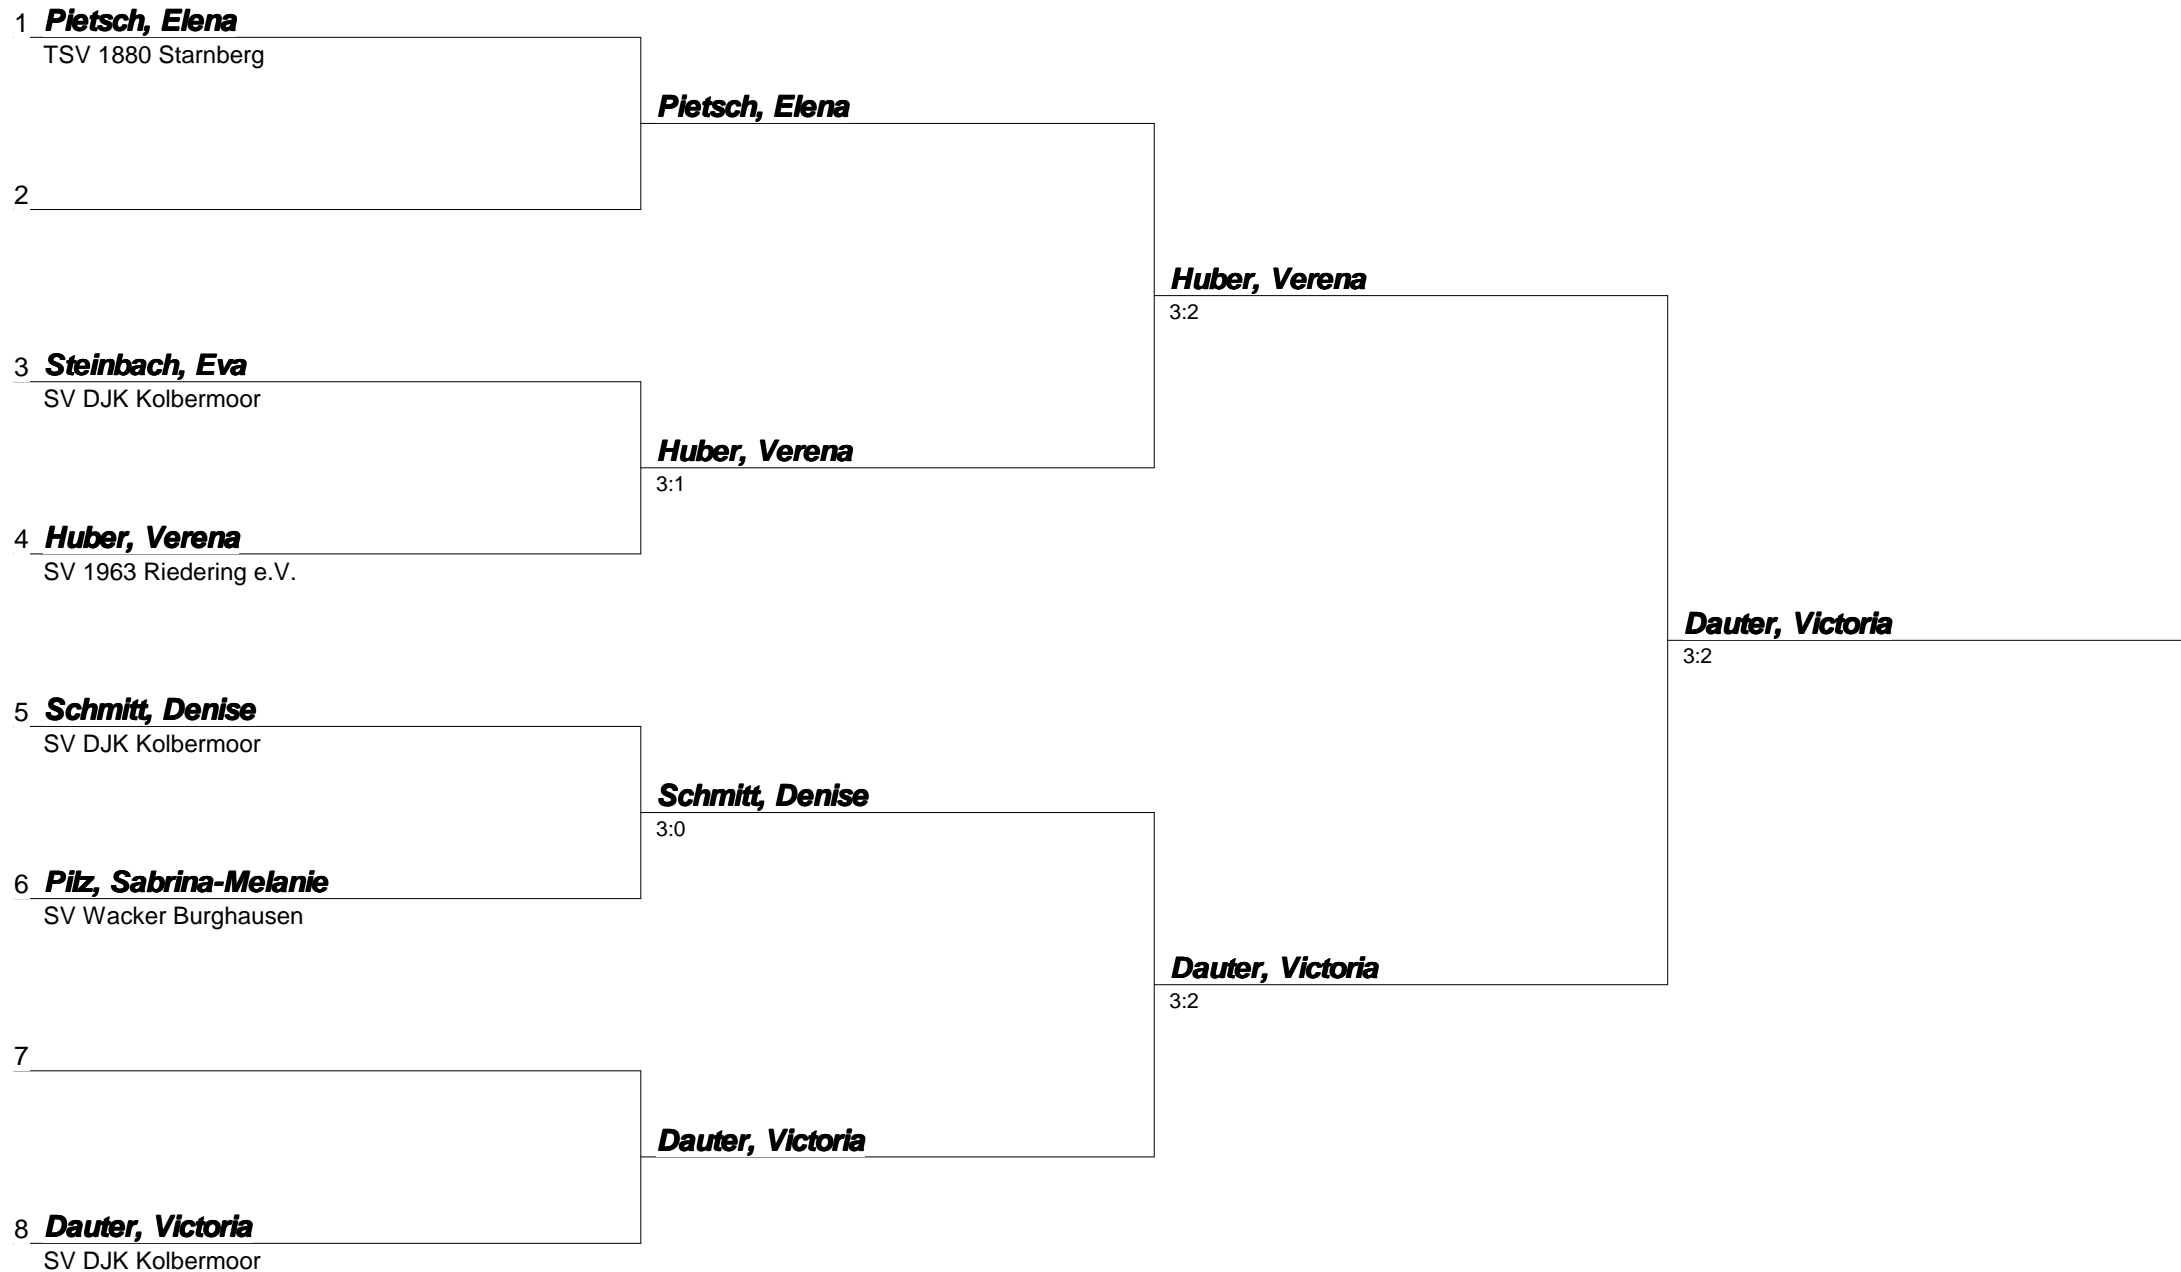 1 Pietsch, Elena
TSV 1880 Starnberg
Pietsch, Elena
2
Huber, Verena
3:2
3 Steinbach, Eva
SV DJK Kolbermoor
Huber, Verena
3:1
4 Huber, Verena
SV 1963 Riedering e.V.
Dauter, Victoria
3:2
5 Schmitt, Denise
SV DJK Kolbermoor
Schmitt, Denise
3:0
6 Pilz, Sabrina-Melanie
SV Wacker Burghausen
Dauter, Victoria
3:2
7
Dauter, Victoria
8 Dauter, Victoria
SV DJK Kolbermoor